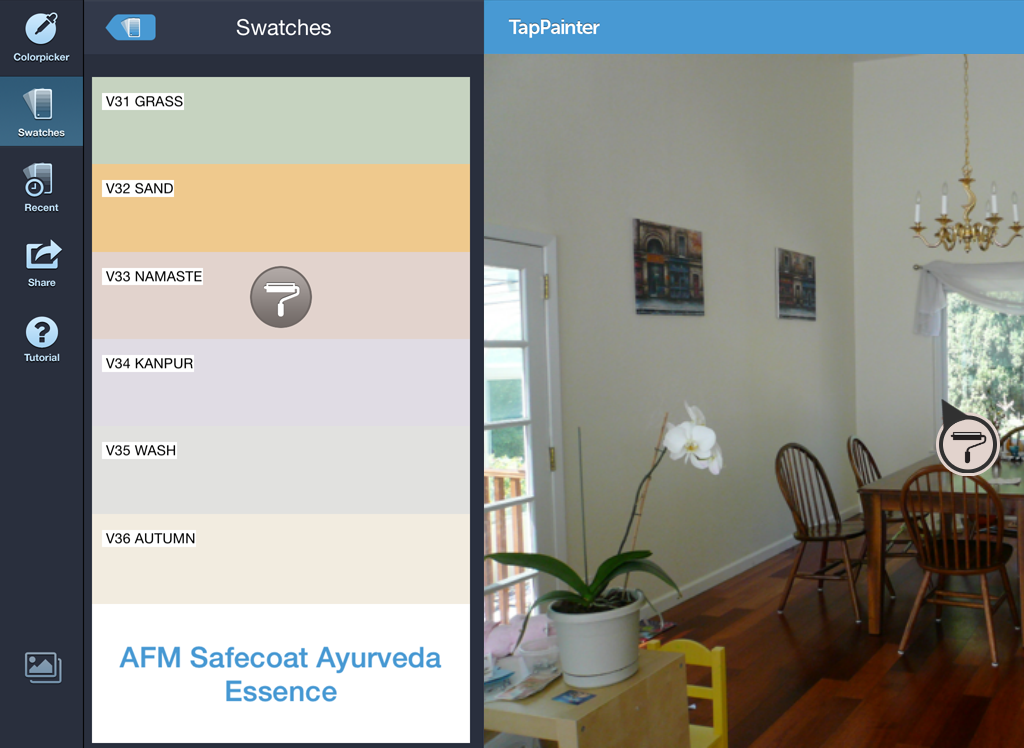 Colorpicker
Swatches
Recent
Share
?
Tutorial
Swatches
V31 GRASS
V32 SAND
V33 NAMASTE
V34 KANPUR
V35 WASH
V36 AUTUMN
AFM Safecoat Ayurveda
Essence
TapPainter